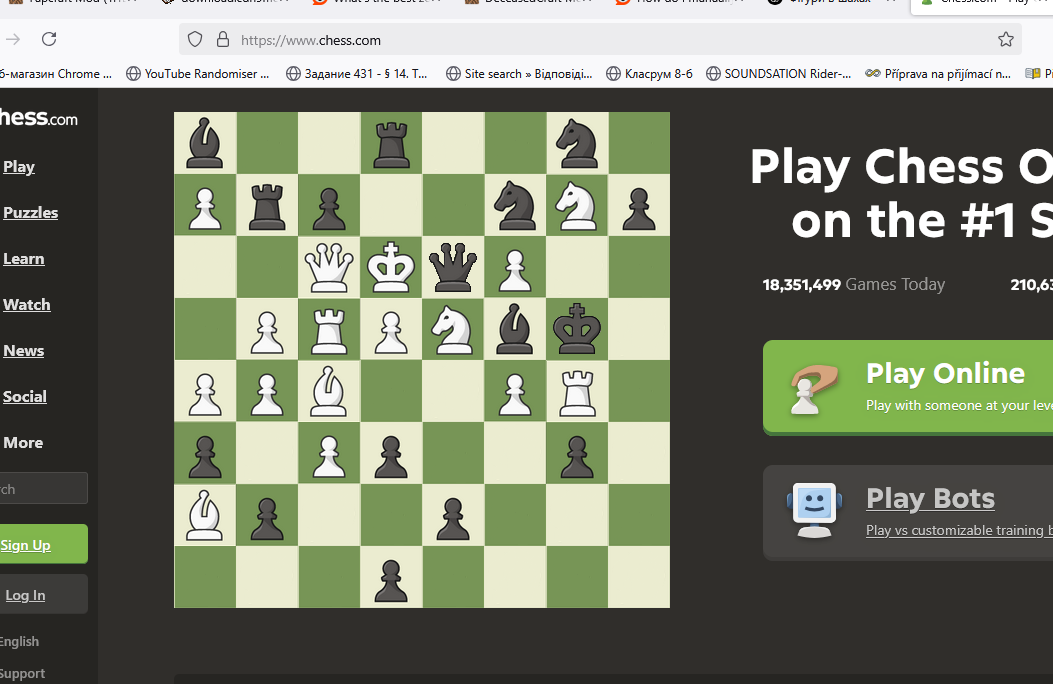 https://www.chess.com
б-магазин Chrome ...
YouTube Randomiser ...
Задание 431 - § 14. Т...
Site search » Відповіді...
Класрум 8-б
SOUNDSATION Rider-...
Příprava na přijímací n...
hess.com
Play
Puzzles
Learn
Watch
News
Social
More
rch
Sign Up
Log In
English
Support
Play Chess O
on the #1 S
18,351,499 Games Today
210,63
Play Online
Play with someone at your leve
Play Bots
Play vs customizable training b